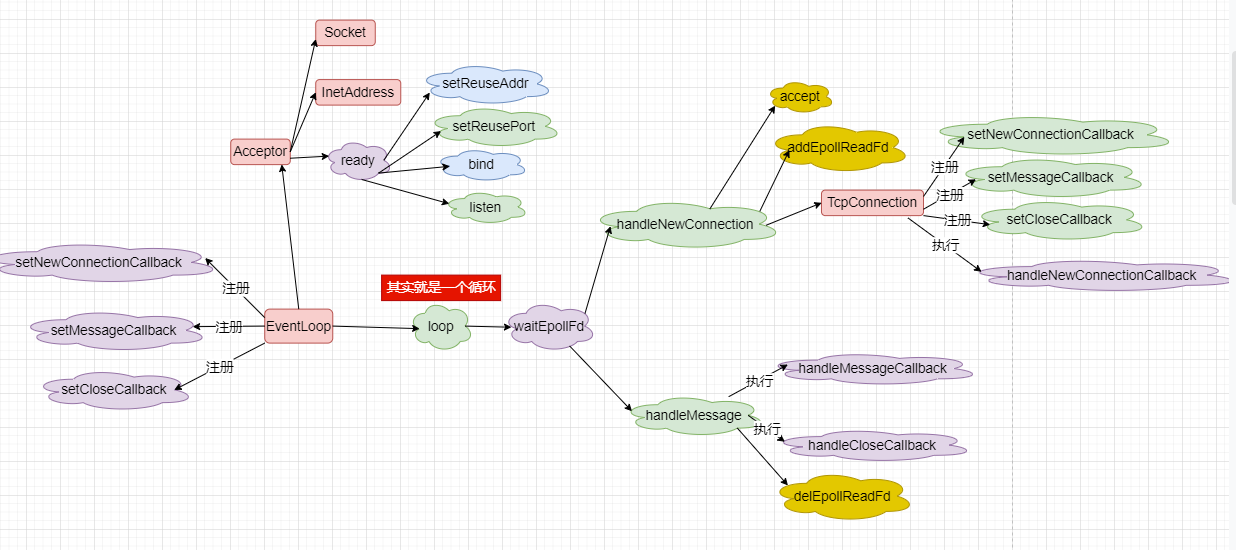 Socket
InetAddress
setReuseAddr
accept
setReusePort
setNewConnectionCallback
Acceptor
ready
addEpollReadFd
bind
注册
setMessageCallback
注册
TcpConnection
listen
注册
setCloseCallback
handleNewConnection
执行
setNewConnectionCallback
handleNewConnectionCallback
注册
其实就是一个循环
setMessageCallback
注册
EventLoop
loop
waitEpollFd
注册
setCloseCallback
handleMessageCallback
执行
handleMessage
执行
handleCloseCallback
delEpollReadFd